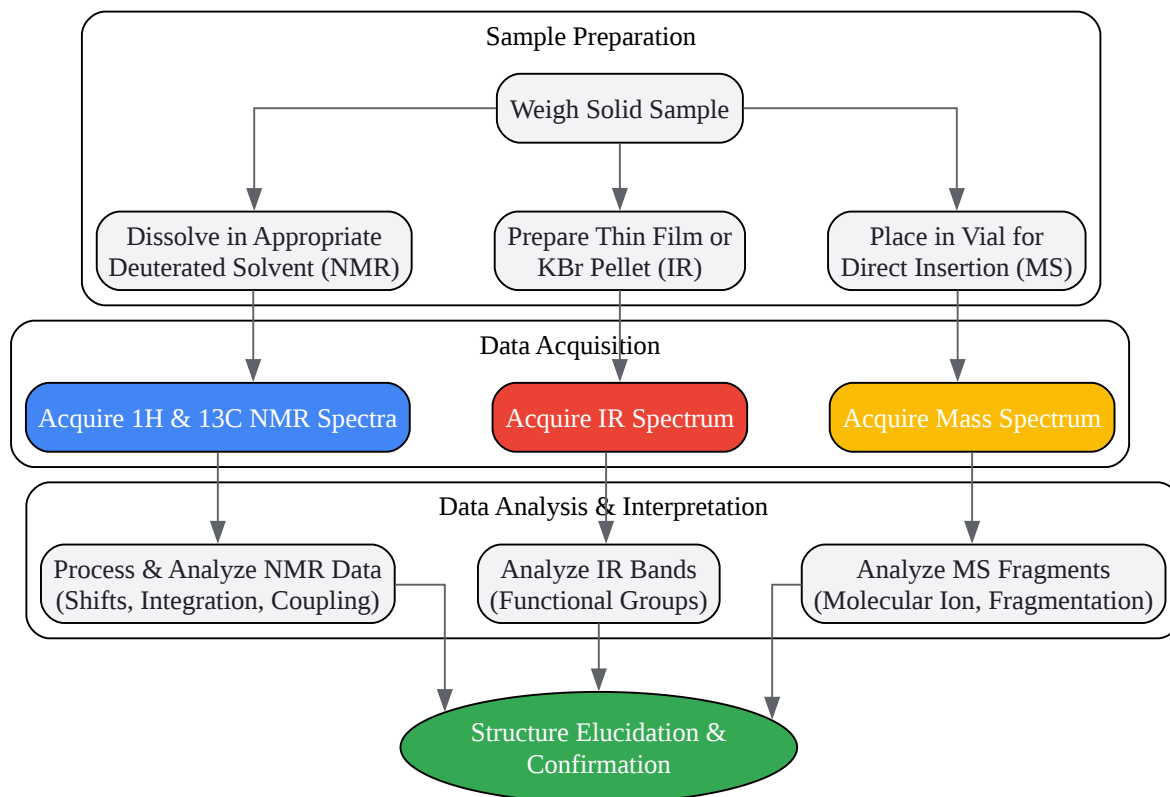 Sample Preparation
Weigh Solid Sample
Dissolve in Appropriate
Deuterated Solvent (NMR)
Prepare Thin Film or
KBr Pellet (IR)
Place in Vial for
Direct Insertion (MS)
Data Acquisition
Acquire 1H & 13C NMR Spectra
Acquire IR Spectrum
Acquire Mass Spectrum
Data Analysis & Interpretation
Process & Analyze NMR Data
(Shifts, Integration, Coupling)
Analyze IR Bands
(Functional Groups)
Analyze MS Fragments
(Molecular Ion, Fragmentation)
Structure Elucidation &
Confirmation